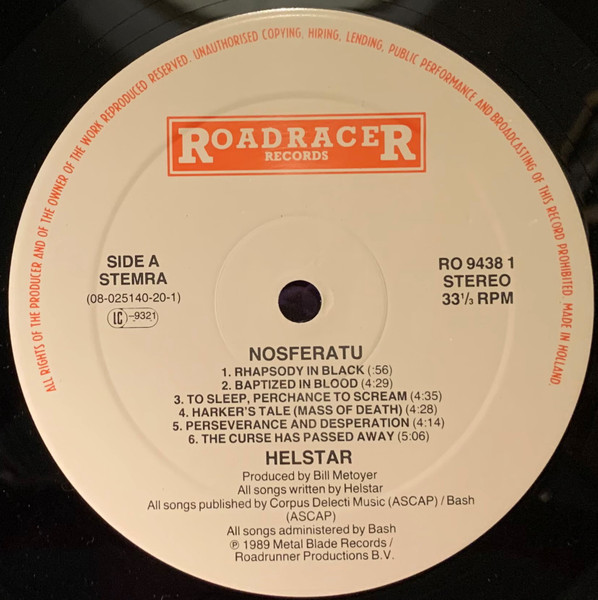 ALL RIGHTS OF THE PRODUCER AND OF THE OWNER OF THE WORK REPRODUCED RESERVED. UNAUTHORISED COPYING, HIRING, LENDING, PUBLIC PERFORMANCE AND BROADCASTING OF THIS RECORD PROHIBITED. MADE IN HOLLAND.
ROADRACER
RECORDS
SIDE A
STEMRA
(08-025140-20-1)
LC -9321
RO 9438 1
STEREO
33 1/3 RPM
NOSFERATU
1. RHAPSODY IN BLACK (:56)
2. BAPTIZED IN BLOOD (4:29)
3. TO SLEEP, PERCHANCE TO SCREAM (4:35)
4. HARKER'S TALE (MASS OF DEATH) (4:28)
5. PERSEVERANCE AND DESPERATION (4:14)
6. THE CURSE HAS PASSED AWAY (5:06)
HELSTAR
Produced by Bill Metoyer
All songs written by Helstar
All songs published by Corpus Delecti Music (ASCAP) / Bash
(ASCAP)
All songs administered by Bash
℗ 1989 Metal Blade Records /
Roadrunner Productions B.V.